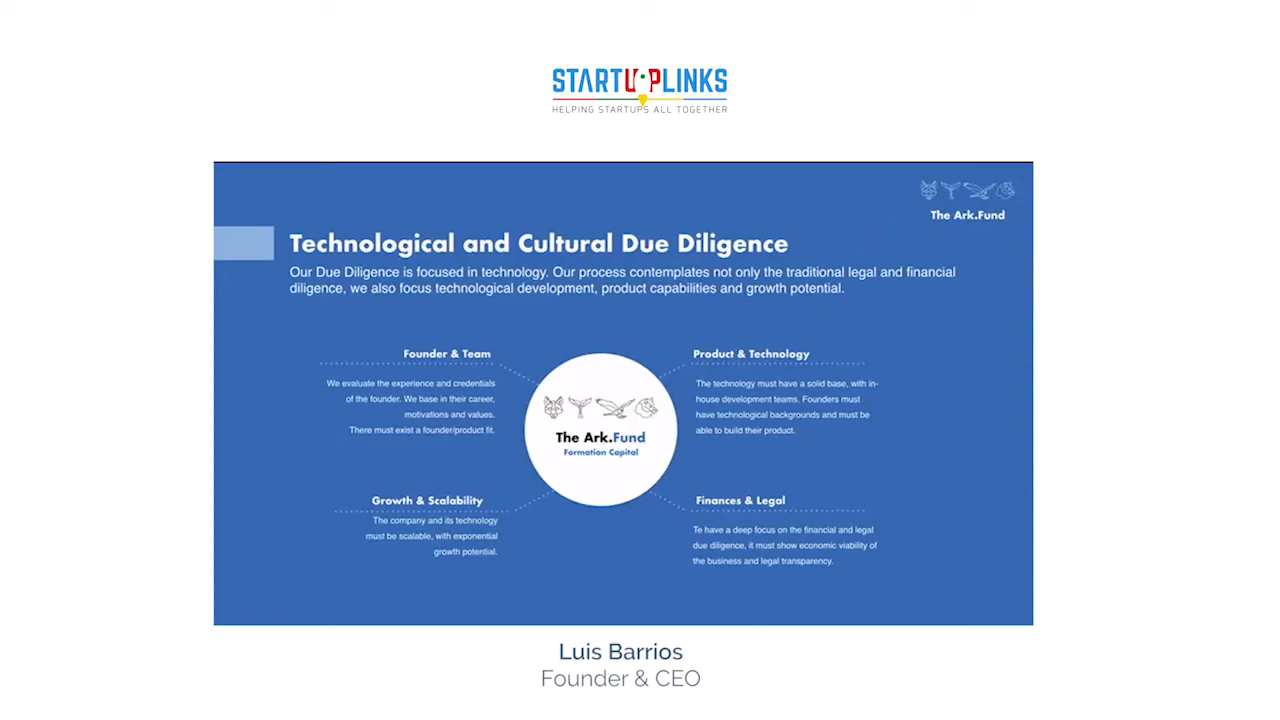 STARTUPLINKS
HELPING STARTUPS ALL TOGETHER
The Ark.Fund
Technological and Cultural Due Diligence
Our Due Diligence is focused in technology. Our process contemplates not only the traditional legal and financial
diligence, we also focus technological development, product capabilities and growth potential.
Founder & Team
We evaluate the experience and credentials
of the founder. We base in their career,
motivations and values.
There must exist a founder/product fit.
Product & Technology
The technology must have a solid base, with in-
house development teams. Founders must
have technological backgrounds and must be
able to build their product.
The Ark.Fund
Formation Capital
Growth & Scalability
The company and its technology
must be scalable, with exponential
growth potential.
Finances & Legal
Te have a deep focus on the financial and legal
due diligence, it must show economic viability of
the business and legal transparency.
Luis Barrios
Founder & CEO